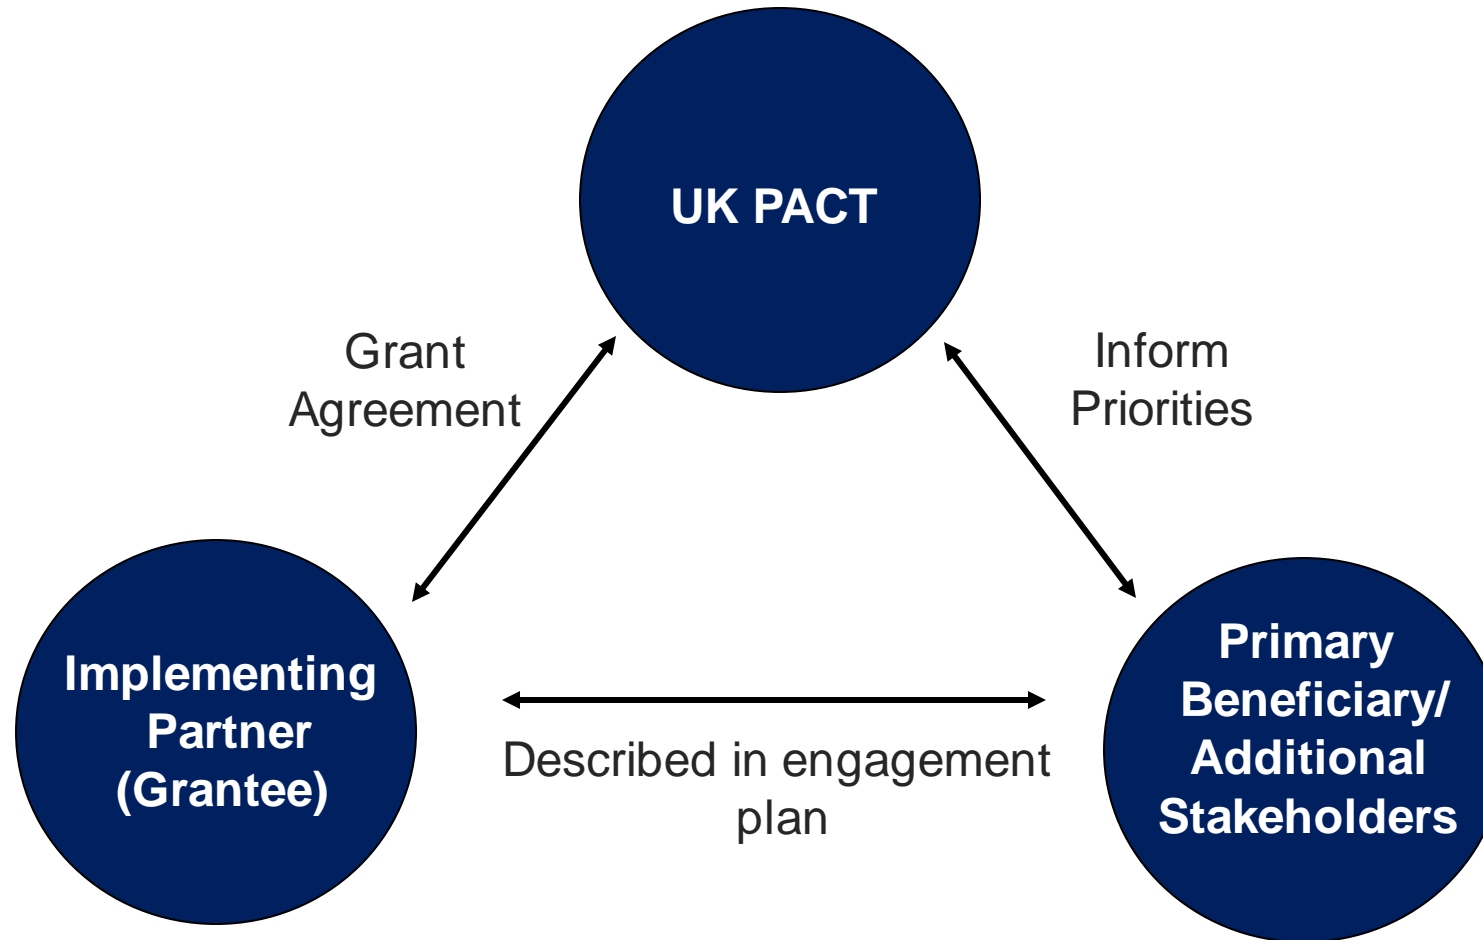 UK PACT
Grant
Agreement
Inform
Priorities
Implementing
Partner
(Grantee)
Described in engagement
plan
Primary
Beneficiary/
Additional
Stakeholders